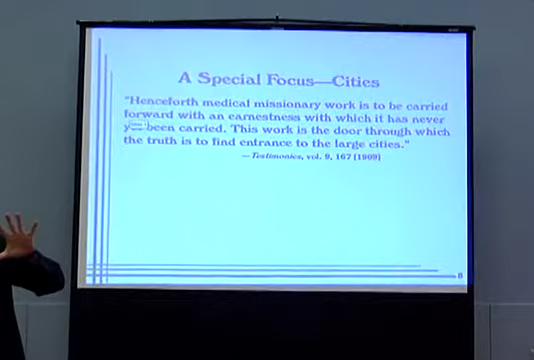 A Special Focus—Cities
"Henceforth medical missionary work is to be carried
forward with an earnestness with which it has never
been carried. This work is the door through which
the truth is to find entrance to the large cities."
—Testimonies, vol. 9, 167 [1909]
8